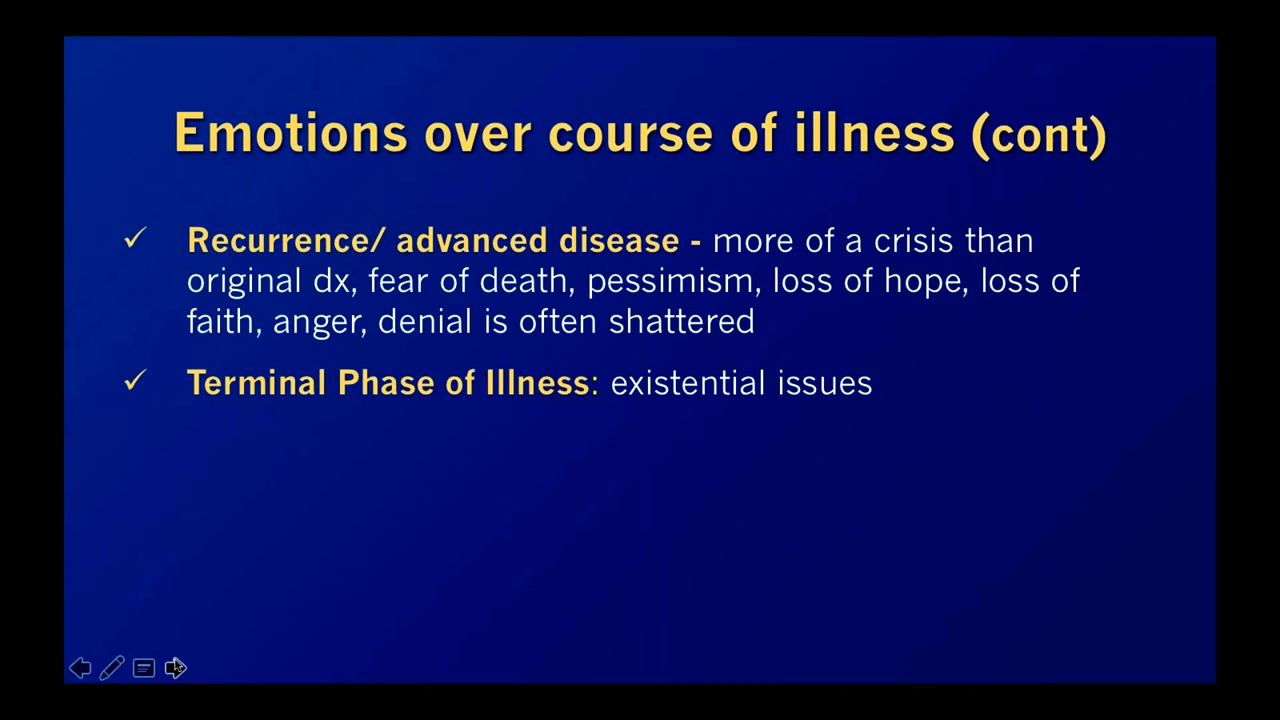 Emotions over course of illness (cont)
✓ Recurrence/ advanced disease - more of a crisis than
original dx, fear of death, pessimism, loss of hope, loss of
faith, anger, denial is often shattered
✓ Terminal Phase of Illness: existential issues